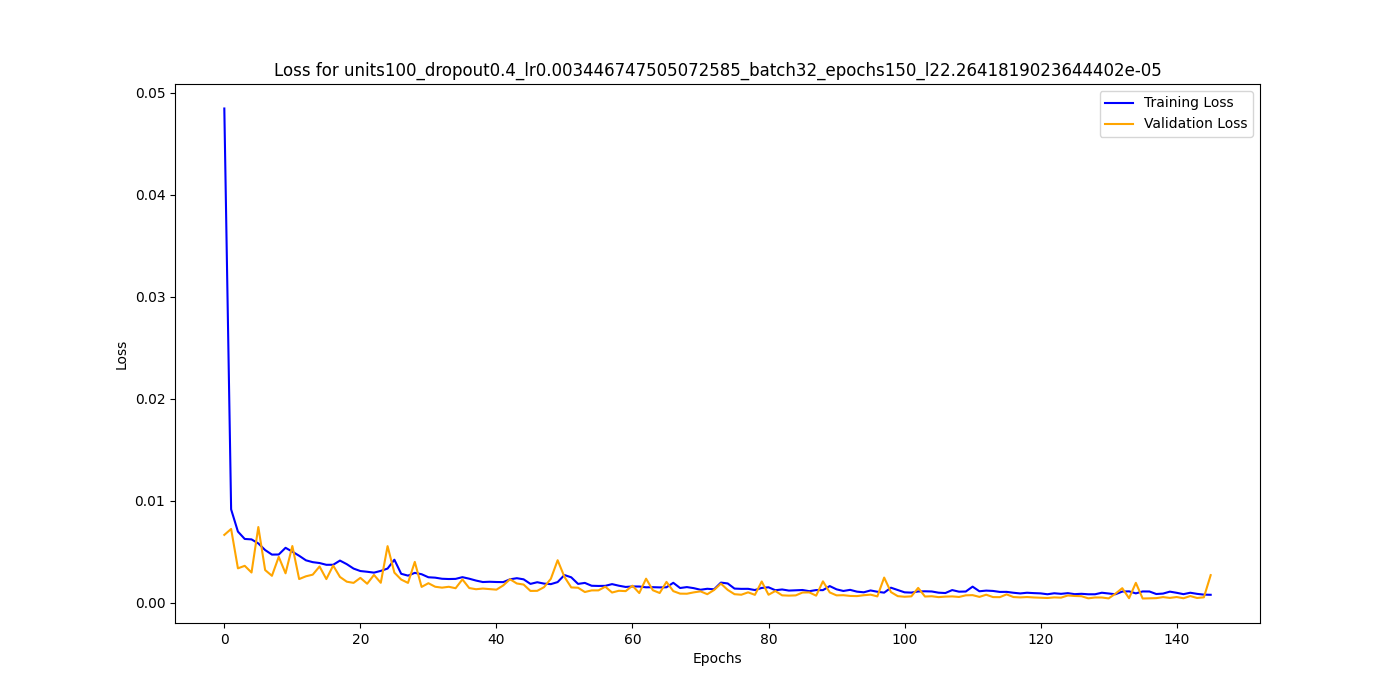 Loss for units100_dropout0.4_lr0.003446747505072585_batch32_epochs150_l22.2641819023644402e-05
Training Loss
Validation Loss
0.05
0.04
0.03
0.02
0.01
0.00
Loss
0 20 40 60 80 100 120 140
Epochs